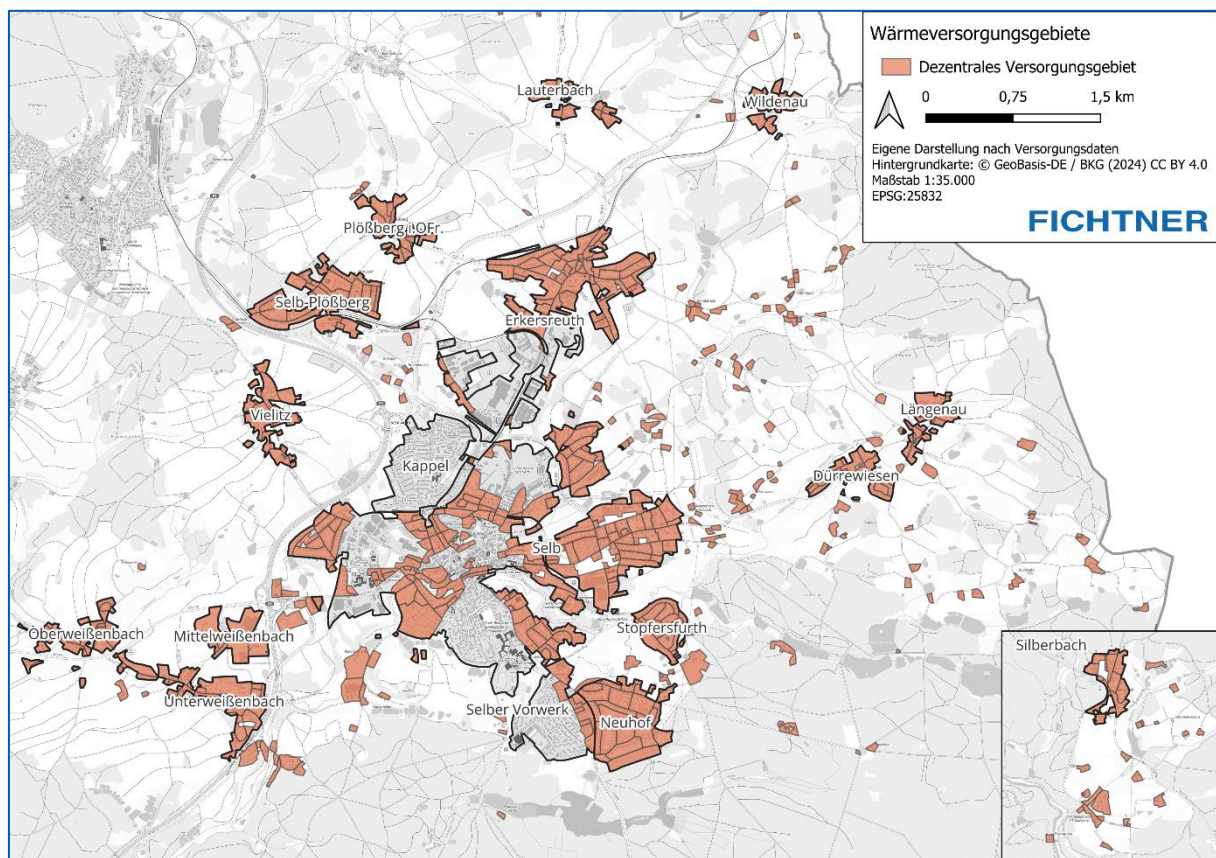 Wärmeversorgungsgebiete
Dezentrales Versorgungsgebiet
0 0,75 1,5 km
Eigene Darstellung nach Versorgungsdaten
Hintergrundkarte: © GeoBasis-DE / BKG (2024) CC BY 4.0
Maßstab 1:35.000
EPSG:25832
FICHTNER
Lauterbach
Wildenau
Plößberg i.OFr.
Selb-Plößberg
Erkersreuth
Vielitz
Längenau
Kappel
Dürrewiesen
Selb
Oberweißenbach
Mittelweißenbach
Stopfersfurth
Unterweißenbach
Selber Vorwerk
Neuhof
Silberbach